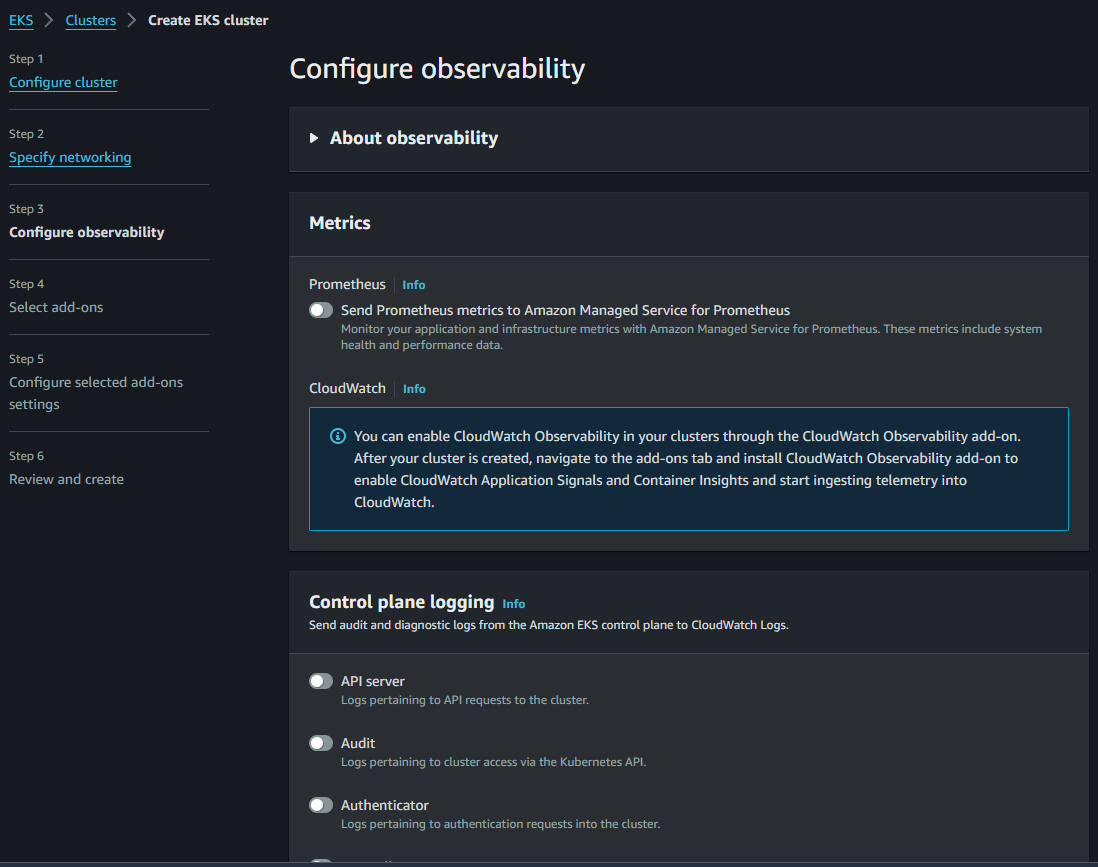 EKS > Clusters > Create EKS cluster
Step 1
Configure cluster
Step 2
Specify networking
Step 3
Configure observability
Step 4
Select add-ons
Step 5
Configure selected add-ons
settings
Step 6
Review and create
Configure observability
About observability
Metrics
Prometheus | Info
Send Prometheus metrics to Amazon Managed Service for Prometheus
Monitor your application and infrastructure metrics with Amazon Managed Service for Prometheus. These metrics include system
health and performance data.
CloudWatch | Info
You can enable CloudWatch Observability in your clusters through the CloudWatch Observability add-on.
After your cluster is created, navigate to the add-ons tab and install CloudWatch Observability add-on to
enable CloudWatch Application Signals and Container Insights and start ingesting telemetry into
CloudWatch.
Control plane logging Info
Send audit and diagnostic logs from the Amazon EKS control plane to CloudWatch Logs.
API server
Logs pertaining to API requests to the cluster.
Audit
Logs pertaining to cluster access via the Kubernetes API.
Authenticator
Logs pertaining to authentication requests into the cluster.